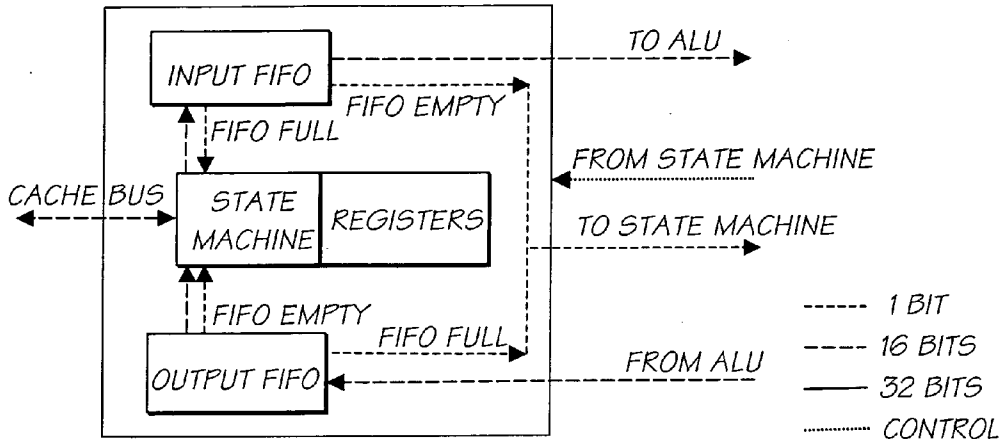 TO ALU
INPUT FIFO
FIFO EMPTY
FIFO FULL
FROM STATE MACHINE
CACHE BUS
STATE
MACHINE
REGISTERS
TO STATE MACHINE
FIFO EMPTY
FIFO FULL
OUTPUT FIFO
FROM ALU
1 BIT
16 BITS
32 BITS
CONTROL